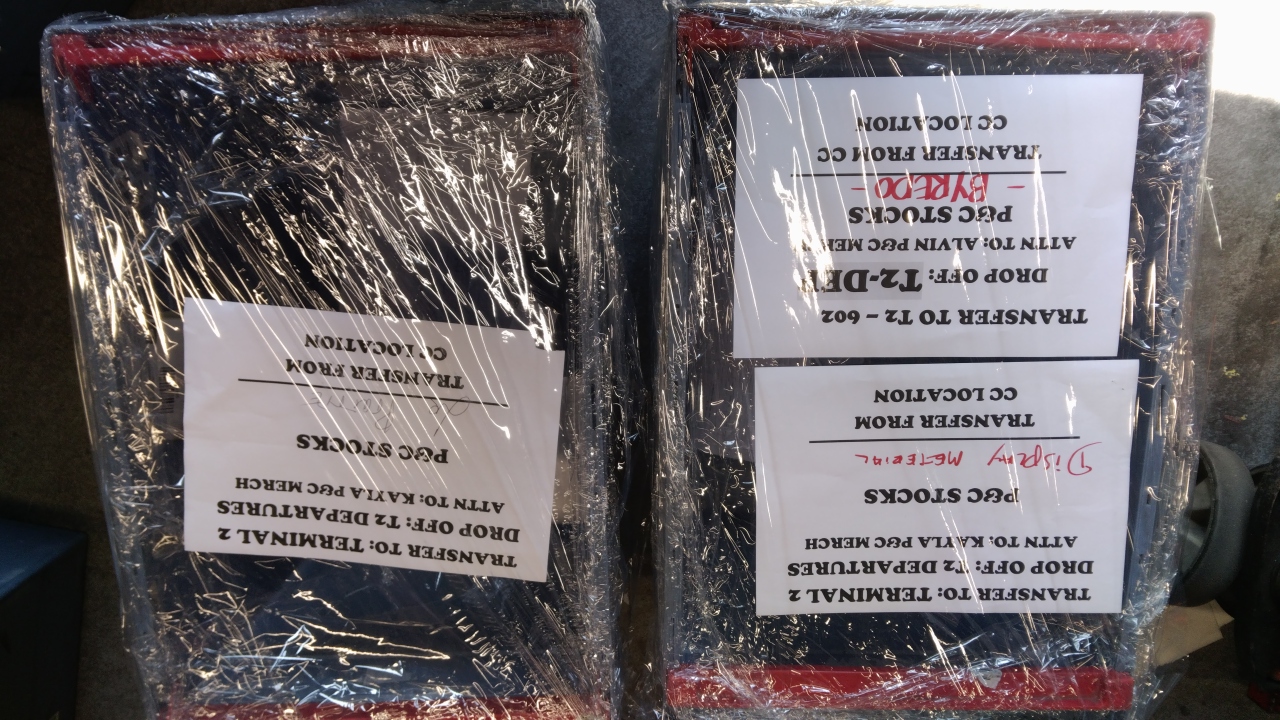 TRANSFER TO: TERMINAL 2
DROP OFF: T2 DEPARTURES
ATTN TO: KAYLA P&C MERCH
P&C STOCKS
Display METERIAL
TRANSFER FROM
CC LOCATION
TRANSFER TO T2 – 602
DROP OFF: T2-DEP
ATTN TO: ALVIN P&C MERCH
P&C STOCKS
- BYREDO -
TRANSFER FROM CC
CC LOCATION
TRANSFER TO: TERMINAL 2
DROP OFF: T2 DEPARTURES
ATTN TO: KAYLA P&C MERCH
P&C STOCKS
TRANSFER FROM
CC LOCATION